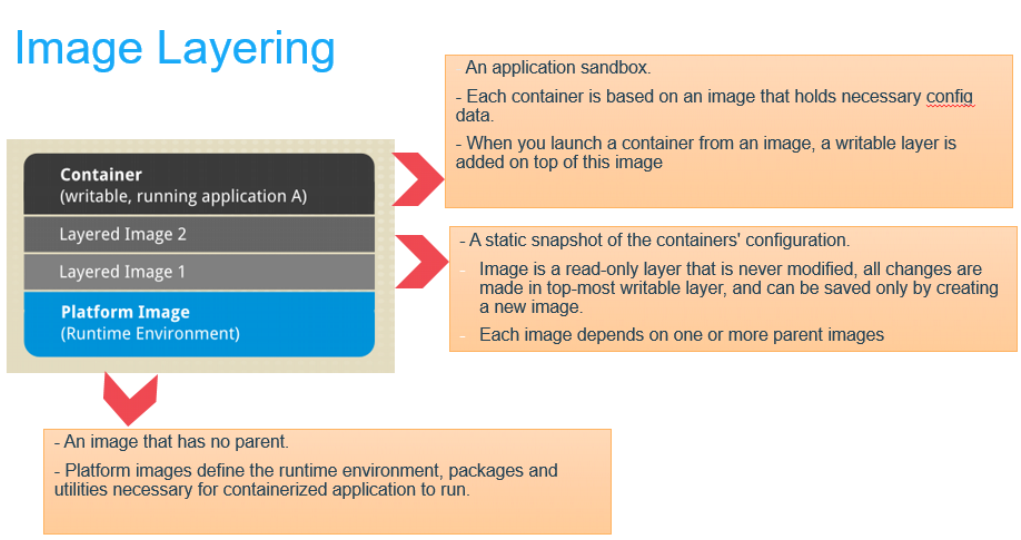 Image Layering
An application sandbox.
- Each container is based on an image that holds necessary config
data.
- When you launch a container from an image, a writable layer is
added on top of this image
Container
(writable, running application A)
Layered Image 2
Layered Image 1
Platform Image
(Runtime Environment)
- A static snapshot of the containers' configuration.
- Image is a read-only layer that is never modified, all changes are
made in top-most writable layer, and can be saved only by creating
a new image.
- Each image depends on one or more parent images
- An image that has no parent.
- Platform images define the runtime environment, packages and
utilities necessary for containerized application to run.